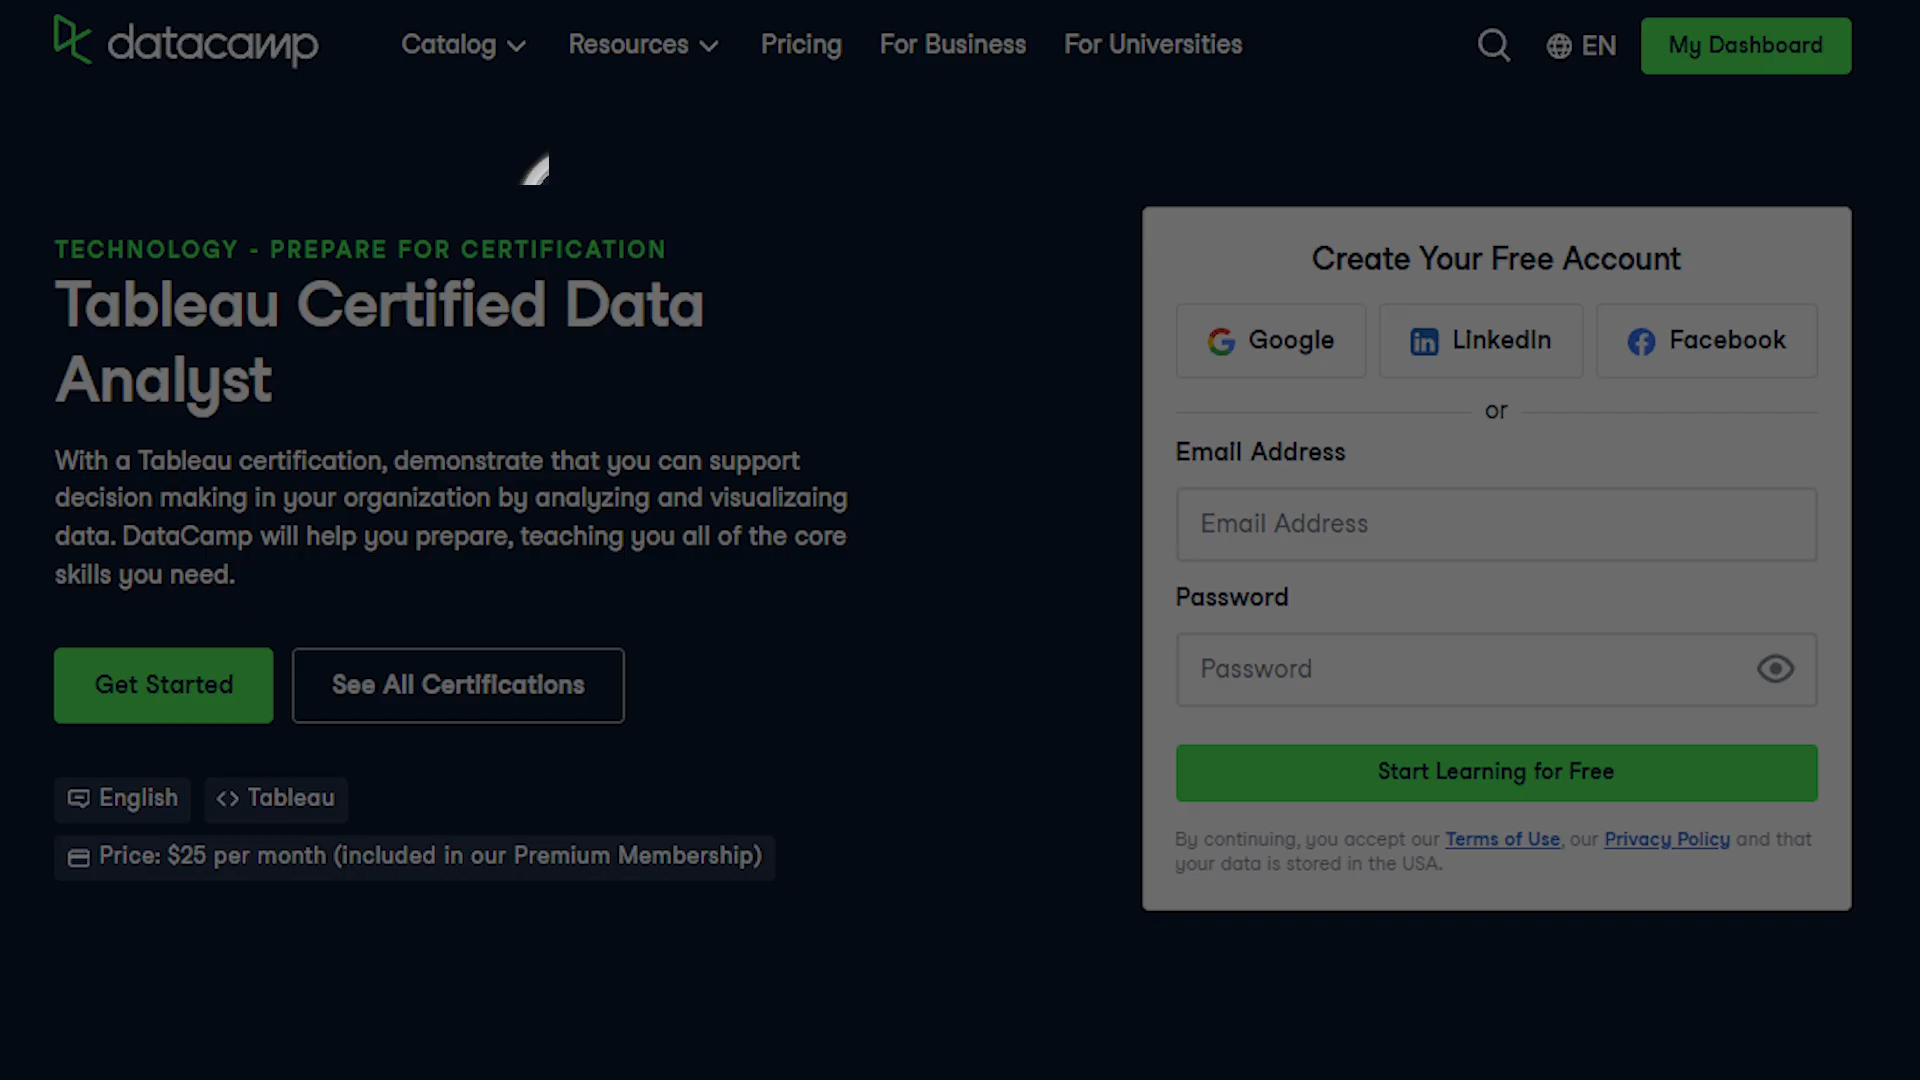 datacamp
Catalog
Resources
Pricing
For Business
For Universities
EN
My Dashboard
TECHNOLOGY - PREPARE FOR CERTIFICATION
Tableau Certified Data
Analyst
With a Tableau certification, demonstrate that you can support
decision making in your organization by analyzing and visualizaing
data. DataCamp will help you prepare, teaching you all of the core
skills you need.
Get Started
See All Certifications
English
Tableau
Price: $25 per month (included in our Premium Membership)
Create Your Free Account
Google
LinkedIn
Facebook
or
Email Address
Email Address
Password
Password
Start Learning for Free
By continuing, you accept our Terms of Use, our Privacy Policy and that
your data is stored in the USA.